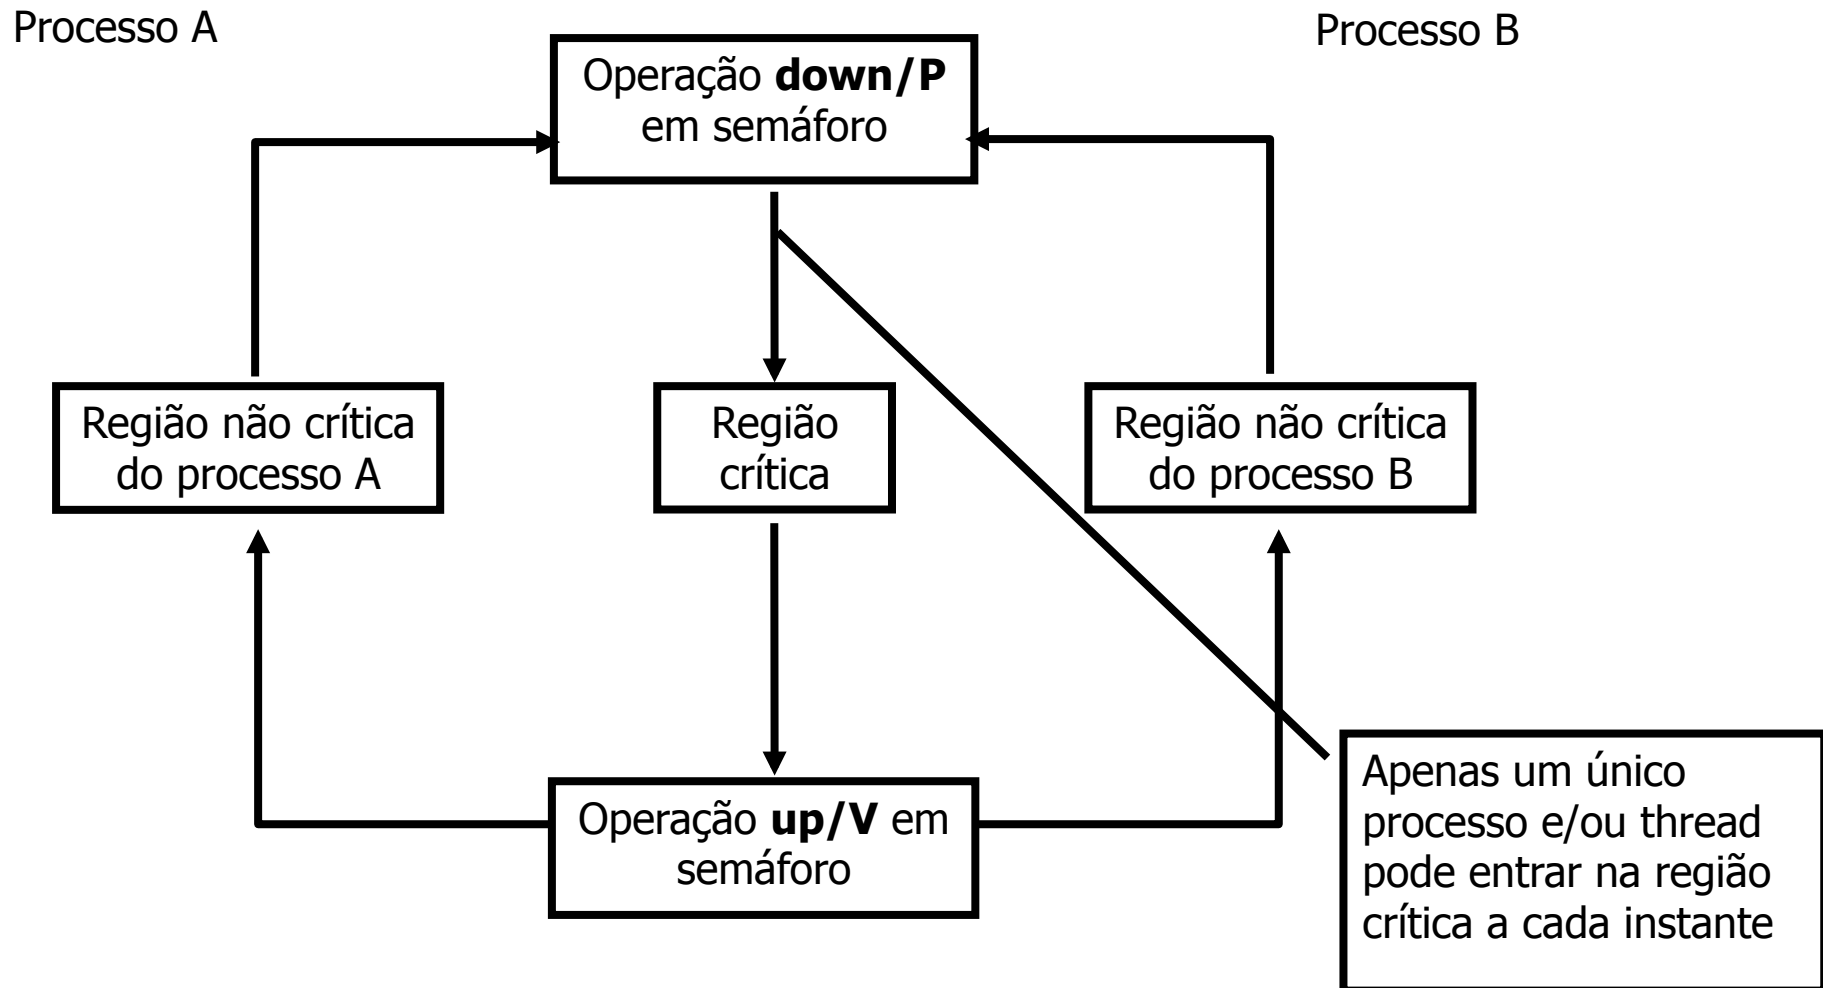 Processo A
Processo B
Operação down/P
em semáforo
Região não crítica
do processo A
Região
crítica
Região não crítica
do processo B
Operação up/V em
semáforo
Apenas um único
processo e/ou thread
pode entrar na região
crítica a cada instante